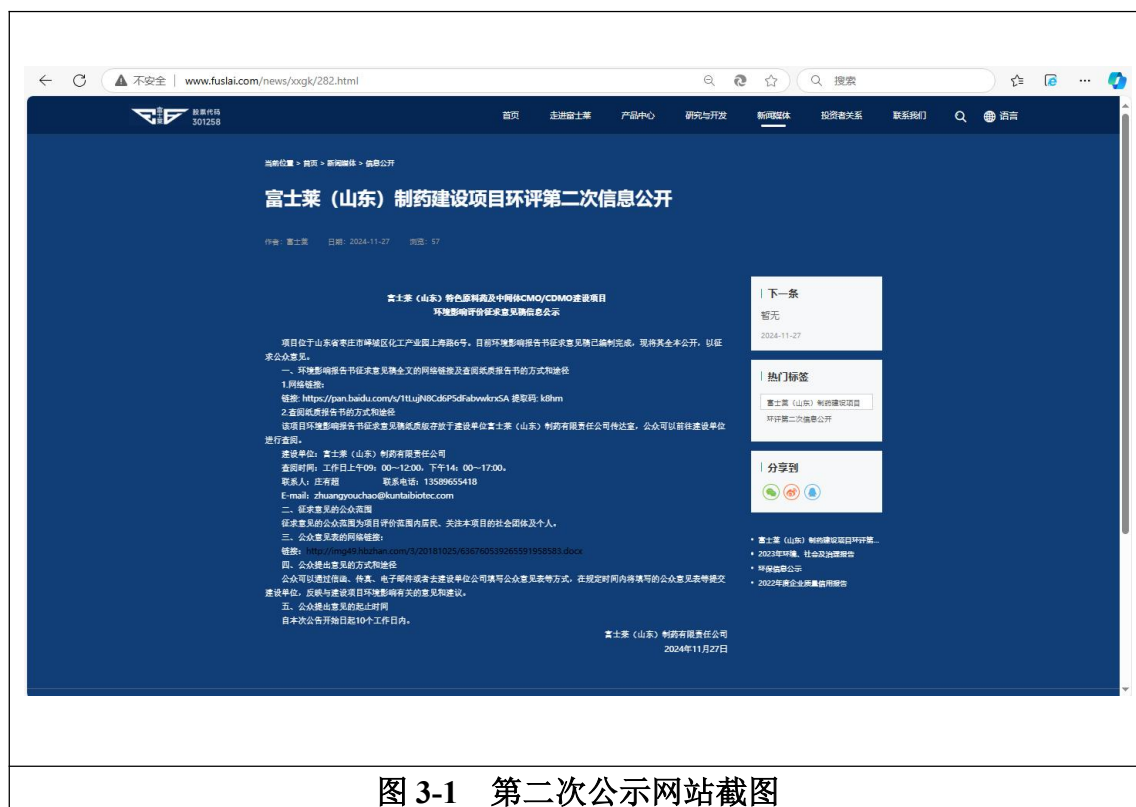 不安全 | www.fuslai.com/news/xxgk/282.html
搜索
股票代码
301258
首页 走进富士莱 产品中心 研究与开发 新闻媒体 投资者关系 联系我们 语言
当前位置 > 首页 > 新闻媒体 > 信息公开
富士莱（山东）制药建设项目环评第二次信息公开
作者: 富士莱 日期: 2024-11-27 浏览: 57
富士莱（山东）特色原料药及中间体CMO/CDMO建设项目
环境影响评价征求意见稿信息公示
项目位于山东省枣庄市峄城区化工产业园上海路6号。目前环境影响报告书征求意见稿已编制完成，现将其全本公开，以征
求公众意见。
一、环境影响报告书征求意见稿全文的网络链接及查阅纸质报告书的方式和途径
1.网络链接:
链接: https://pan.baidu.com/s/1tLujN8Cd6P5dFabvwkrxSA 提取码: k8hm
2.查阅纸质报告书的方式和途径
该项目环境影响报告书征求意见稿纸质版存放于建设单位富士莱（山东）制药有限责任公司传达室，公众可以前往建设单位
进行查阅。
建设单位: 富士莱（山东）制药有限责任公司
查阅时间: 工作日上午09: 00～12:00，下午14: 00～17:00。
联系人: 庄有超 联系电话: 13589655418
E-mail: zhuangyouchao@kuntaibiotec.com
二、征求意见的公众范围
征求意见的公众范围为项目评价范围内居民、关注本项目的社会团体及个人。
三、公众意见表的网络链接:
链接: http://img49.hbzhan.com/3/20181025/636760539265591958583.docx
四、公众提出意见的方式和途径
公众可以通过信函、传真、电子邮件或者去建设单位公司填写公众意见表等方式，在规定时间内将填写的公众意见表等提交
建设单位，反映与建设项目环境影响有关的意见和建议。
五、公众提出意见的起止时间
自本次公告开始日起10个工作日内。
富士莱（山东）制药有限责任公司
2024年11月27日
下一条
暂无
2024-11-27
热门标签
富士莱（山东）制药建设项目
环评第二次信息公开
分享到
• 富士莱（山东）制药建设项目环评第...
• 2023年环境、社会及治理报告
• 环保信息公示
• 2022年度企业质量信用报告
图 3-1 第二次公示网站截图